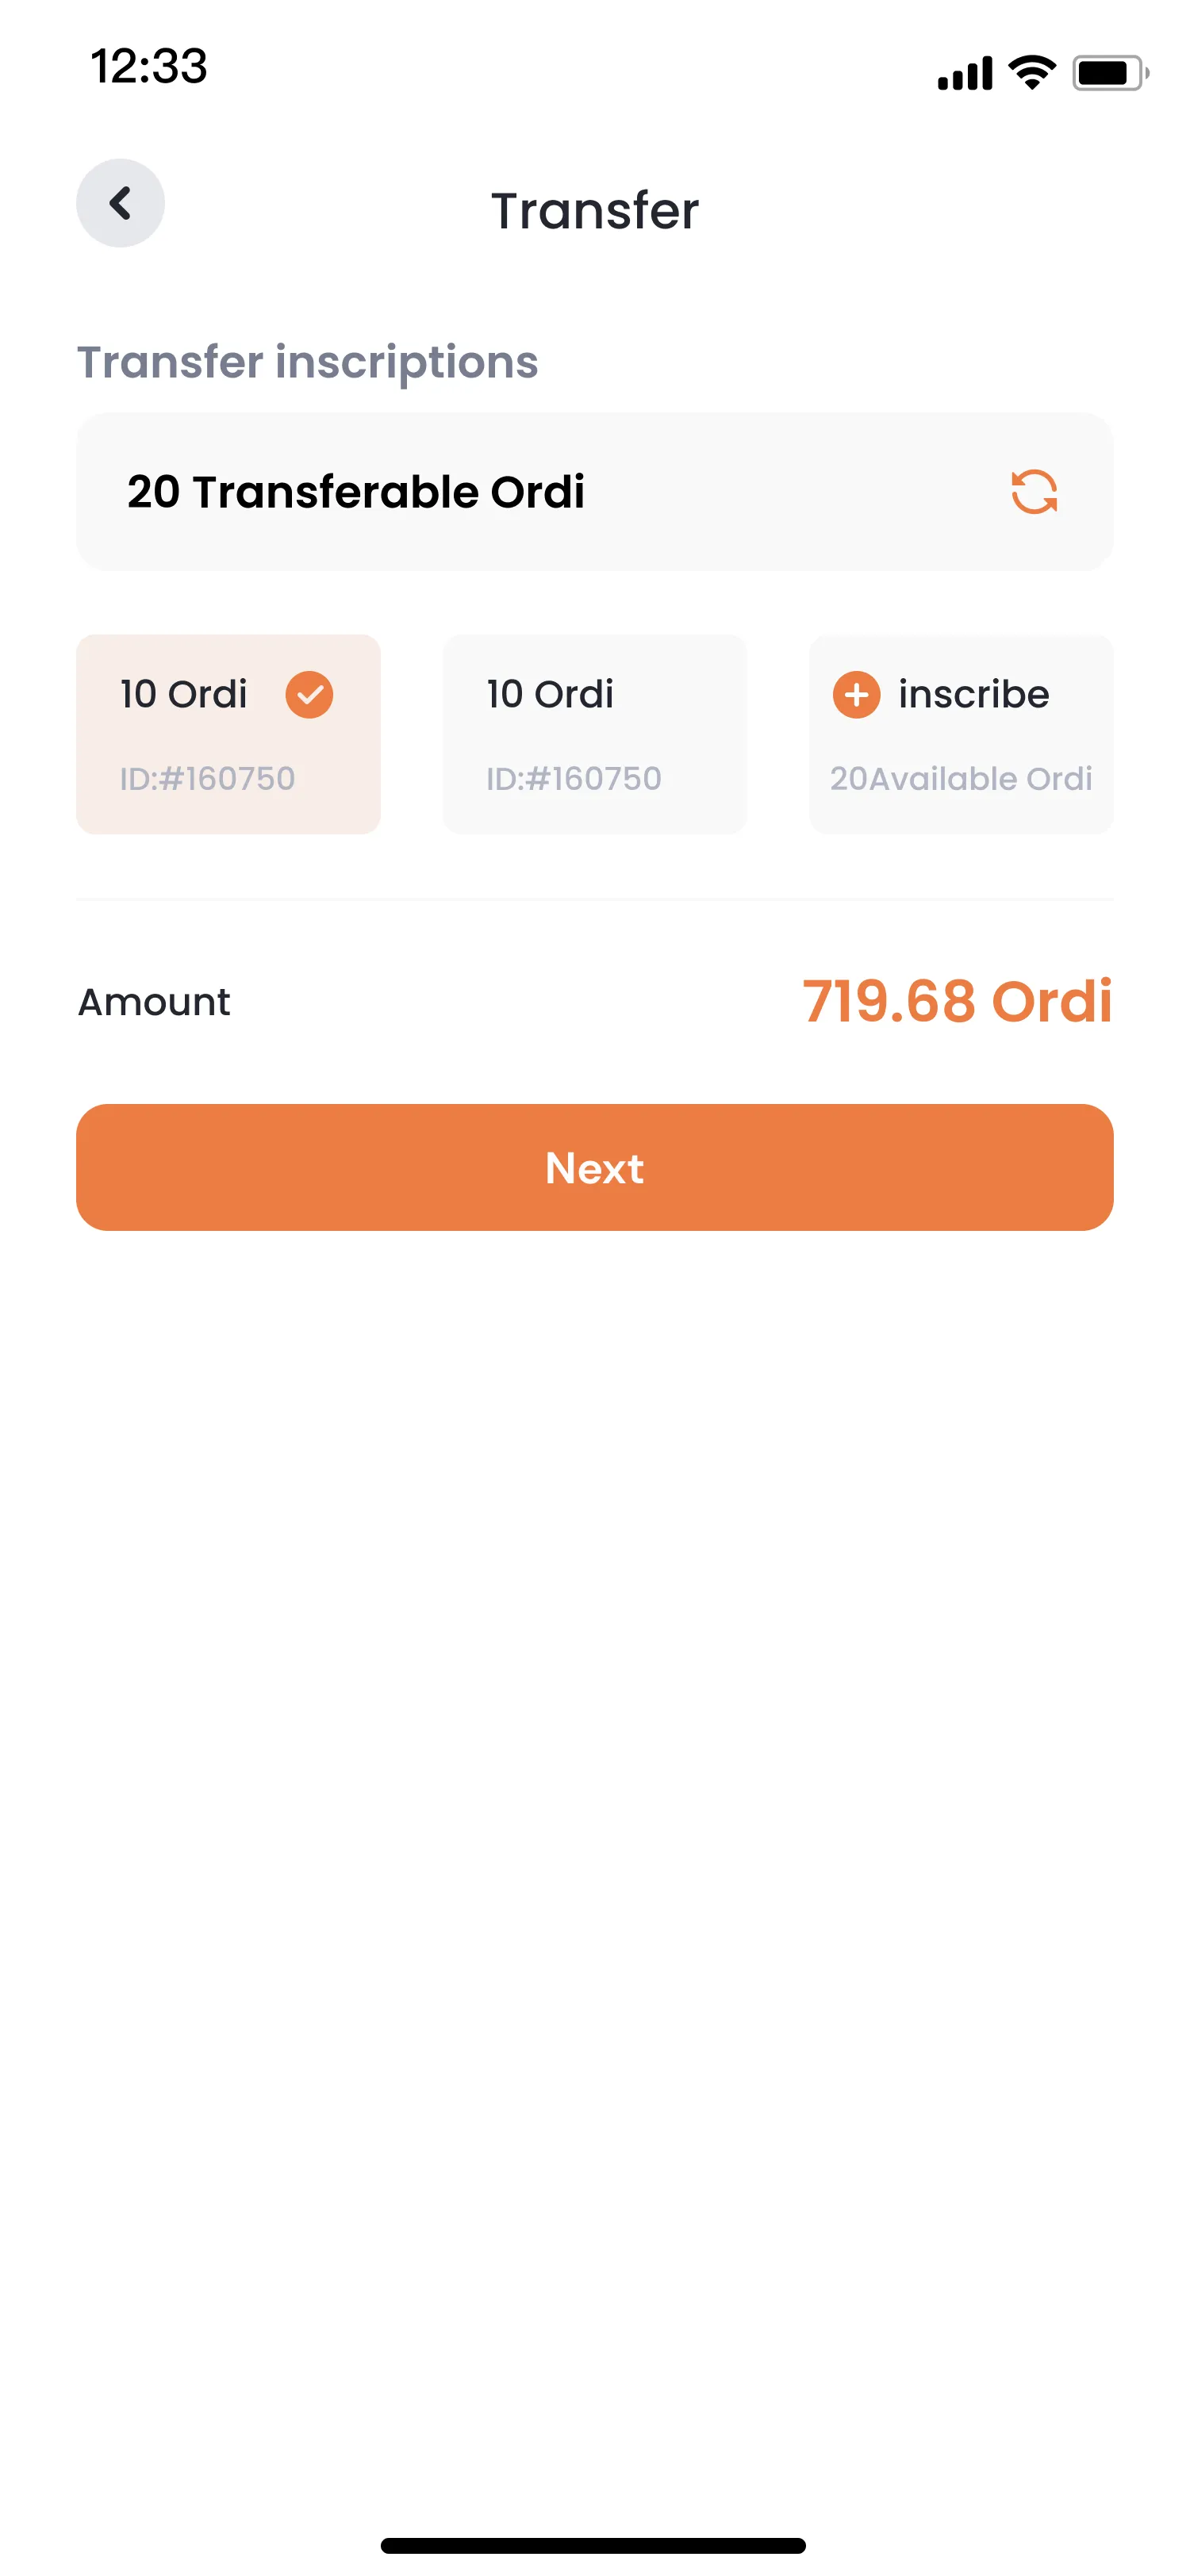 12:33
Transfer
Transfer inscriptions
20 Transferable Ordi
10 Ordi
ID:#160750
10 Ordi
ID:#160750
inscribe
20Available Ordi
Amount
719.68 Ordi
Next